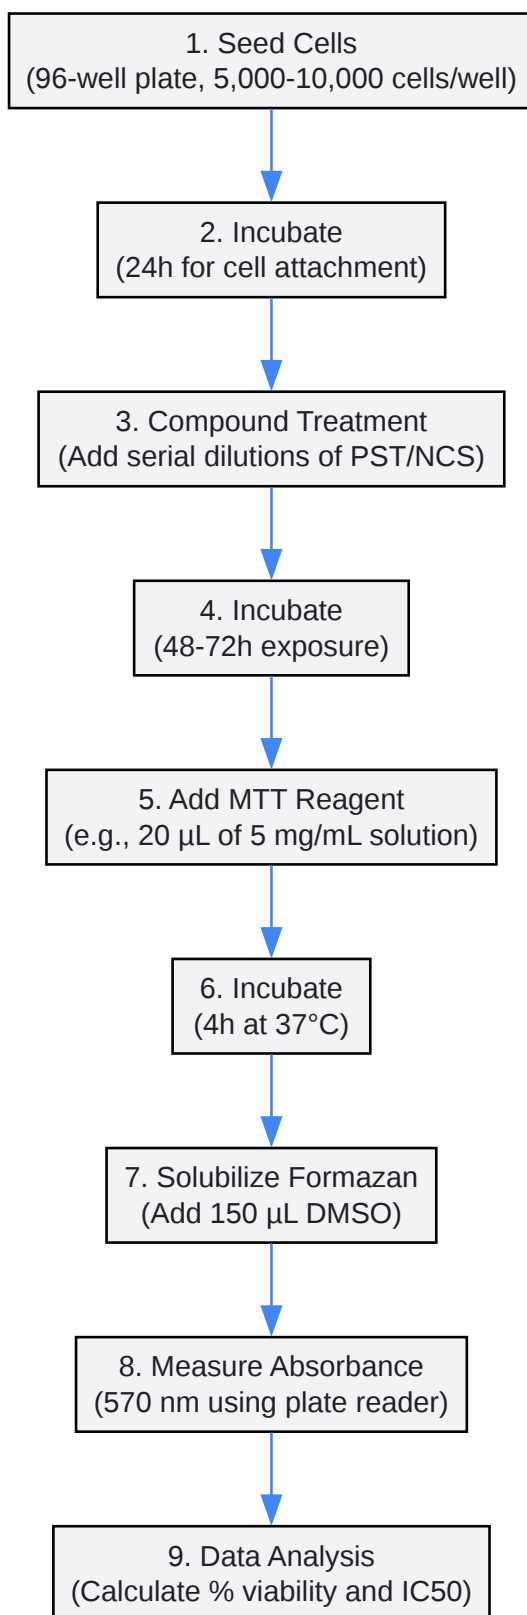 1. Seed Cells
(96-well plate, 5,000-10,000 cells/well)
2. Incubate
(24h for cell attachment)
3. Compound Treatment
(Add serial dilutions of PST/NCS)
4. Incubate
(48-72h exposure)
5. Add MTT Reagent
(e.g., 20 µL of 5 mg/mL solution)
6. Incubate
(4h at 37°C)
7. Solubilize Formazan
(Add 150 µL DMSO)
8. Measure Absorbance
(570 nm using plate reader)
9. Data Analysis
(Calculate % viability and IC50)